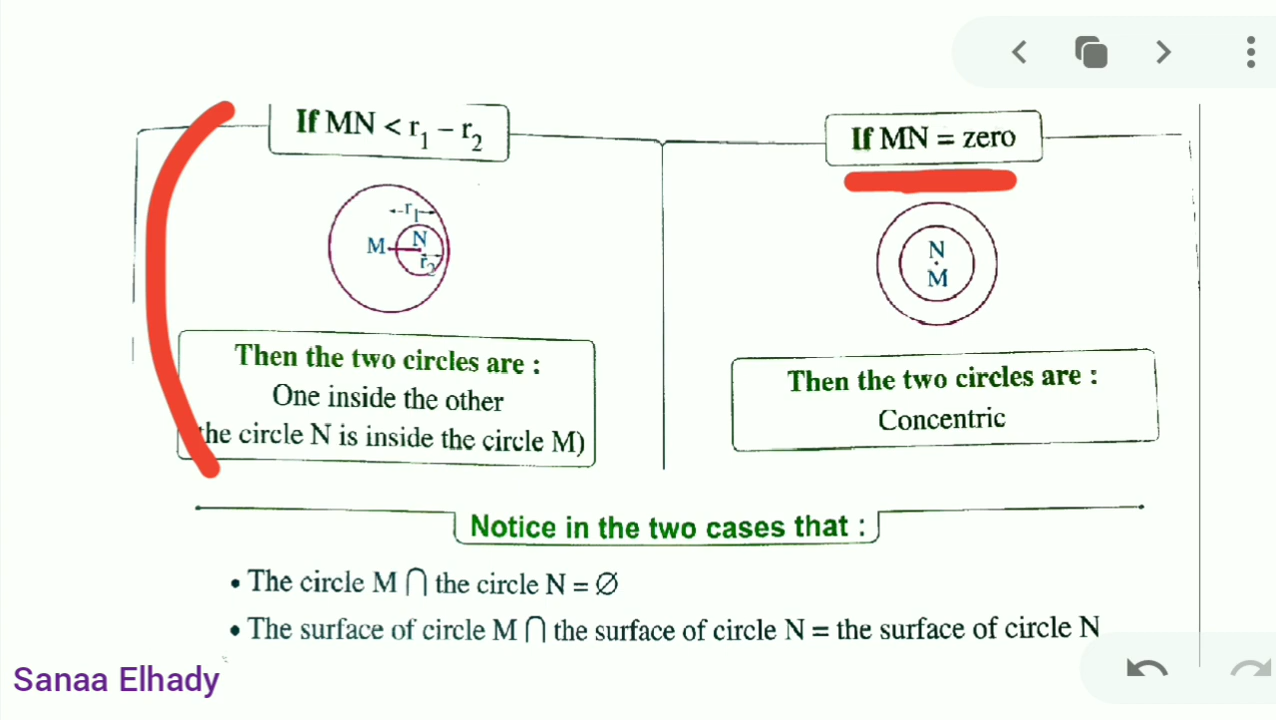 If MN < r₁ − r₂
If MN = zero
r₁
M
N
r₂
N
M
Then the two circles are :
One inside the other
the circle N is inside the circle M)
Then the two circles are :
Concentric
Notice in the two cases that :
• The circle M ⋂ the circle N = ∅
• The surface of circle M ⋂ the surface of circle N = the surface of circle N
Sanaa Elhady